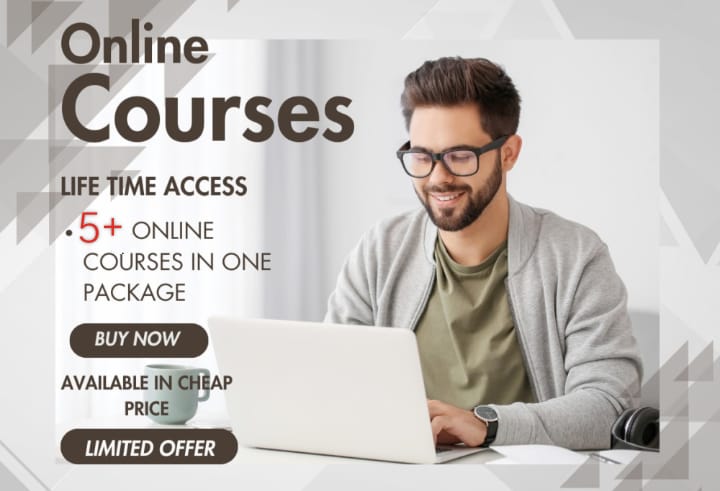 Online
Courses
LIFE TIME ACCESS
• 5+ ONLINE
COURSES IN ONE
PACKAGE
BUY NOW
AVAILABLE IN CHEAP
PRICE
LIMITED OFFER